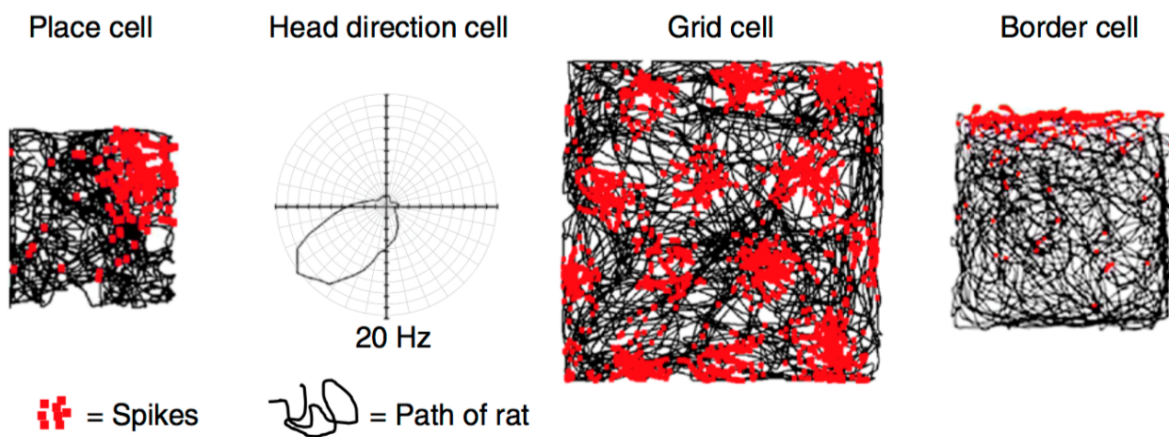 Place cell
Head direction cell
Grid cell
Border cell
20 Hz
= Spikes
= Path of rat